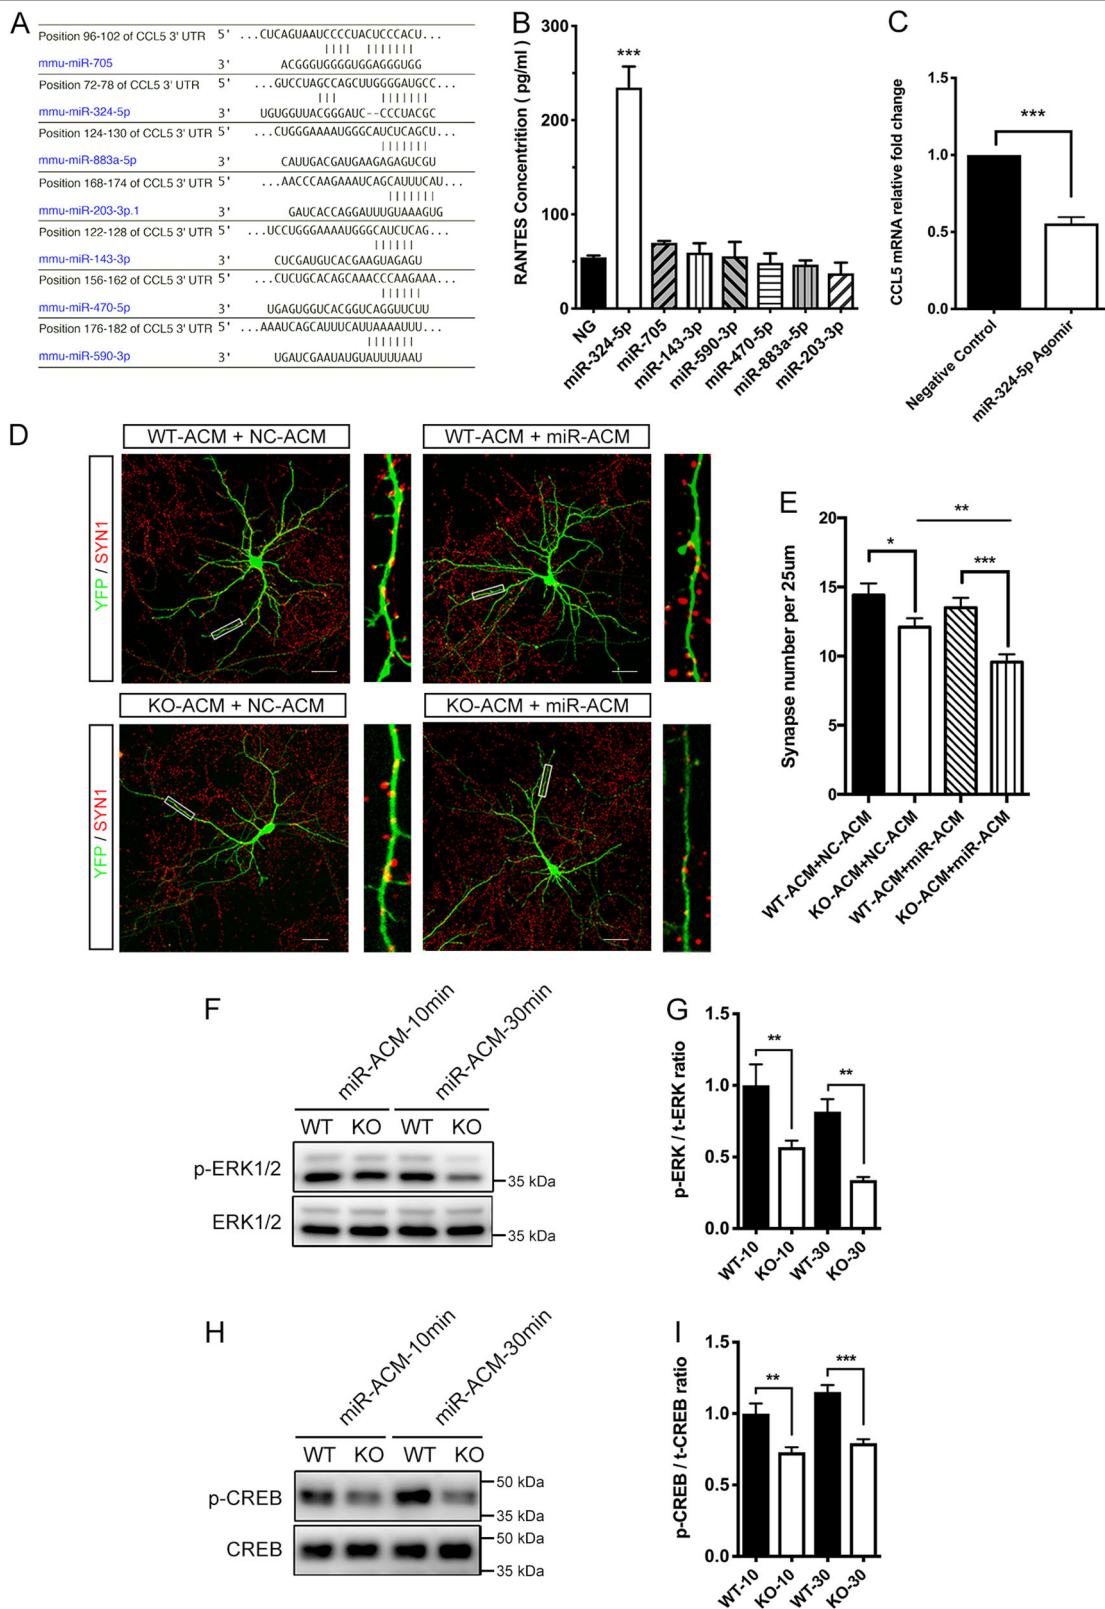 A
Position 96-102 of CCL5 3' UTR 5' ...CUCAGUAAUCCCCUACUCCCACU...
mmu-miR-705 3' ACGGGUGGGGUGGAGGGUGG
Position 72-78 of CCL5 3' UTR 5' ...GUCCUAGCCAGCUUGGGGAUGCC...
mmu-miR-324-5p 3' UGUGGUUACGGGAUC--CCCUACGC
Position 124-130 of CCL5 3' UTR 5' ...CUGGGAAAAUGGGCAUCUCAGCU...
mmu-miR-883a-5p 3' CAUUGACGAUGAAGAGAGUCGU
Position 168-174 of CCL5 3' UTR 5' ...AACCCAAGAAAUCAGCAUUUCAU...
mmu-miR-203-3p.1 3' GAUCACCAGGAUUUGUAAAGUG
Position 122-128 of CCL5 3' UTR 5' ...UCCUGGGAAAAUGGGCAUCUCAG...
mmu-miR-143-3p 3' CUCGAUGUCACGAAGUAGAGU
Position 156-162 of CCL5 3' UTR 5' ...CUCUGCACAGCAAACCCAAGAAA...
mmu-miR-470-5p 3' UGAGUGGUCACGGUCAGGUUCUU
Position 176-182 of CCL5 3' UTR 5' ...AAAUCAGCAUUUCAUUAAAAUUU...
mmu-miR-590-3p 3' UGAUCGAAUAUGUAUUUUAAU
B
RANTES Concentrition ( pg/ml )
300
200
100
0
***
NG
miR-324-5p
miR-705
miR-143-3p
miR-590-3p
miR-470-5p
miR-883a-5p
miR-203-3p
C
CCL5 mRNA relative fold change
1.5
1.0
0.5
0.0
***
Negative Control
miR-324-5p Agomir
D
WT-ACM + NC-ACM
WT-ACM + miR-ACM
YFP / SYN1
KO-ACM + NC-ACM
KO-ACM + miR-ACM
YFP / SYN1
E
Synapse number per 25um
20
15
10
5
0
*
**
***
WT-ACM+NC-ACM
KO-ACM+NC-ACM
WT-ACM+miR-ACM
KO-ACM+miR-ACM
F
miR-ACM-10min
miR-ACM-30min
WT KO WT KO
p-ERK1/2
35 kDa
ERK1/2
35 kDa
G
p-ERK / t-ERK ratio
1.5
1.0
0.5
0.0
**
**
WT-10
KO-10
WT-30
KO-30
H
miR-ACM-10min
miR-ACM-30min
WT KO WT KO
p-CREB
50 kDa
35 kDa
CREB
50 kDa
35 kDa
I
p-CREB / t-CREB ratio
1.5
1.0
0.5
0.0
**
***
WT-10
KO-10
WT-30
KO-30